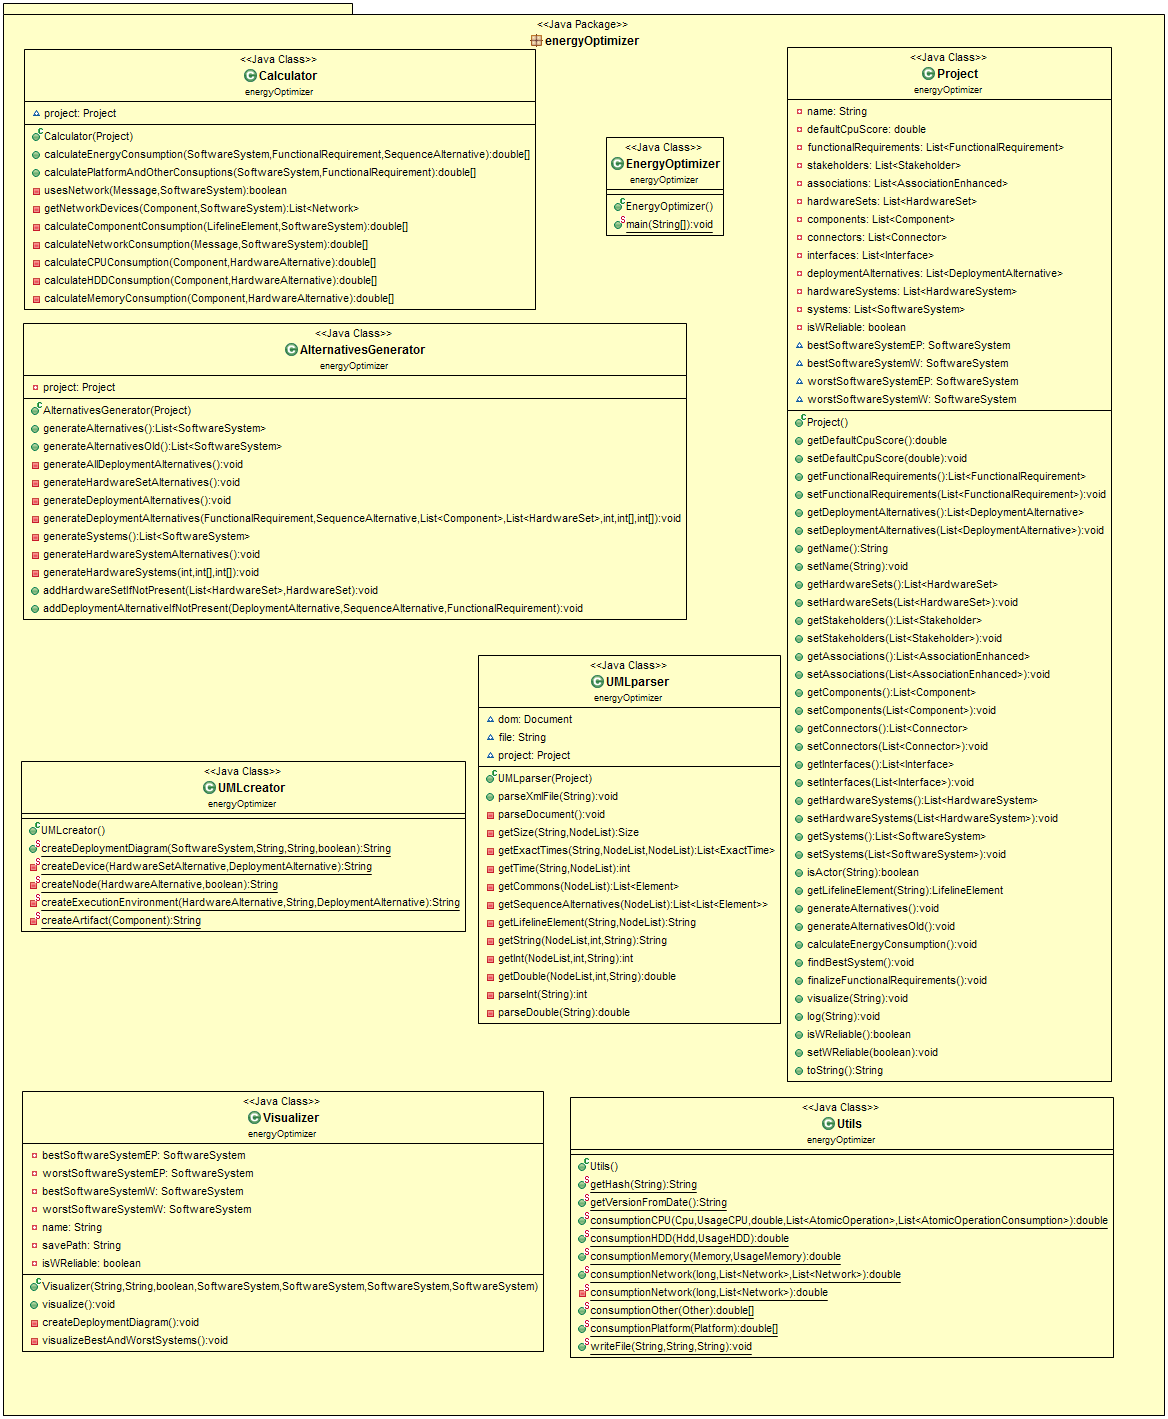 <<Java Package>>
energyOptimizer
<<Java Class>>
Calculator
energyOptimizer
project: Project
Calculator(Project)
calculateEnergyConsumption(SoftwareSystem,FunctionalRequirement,SequenceAlternative):double[]
calculatePlatformAndOtherConsuptions(SoftwareSystem,FunctionalRequirement):double[]
usesNetwork(Message,SoftwareSystem):boolean
getNetworkDevices(Component,SoftwareSystem):List<Network>
calculateComponentConsumption(LifelineElement,SoftwareSystem):double[]
calculateNetworkConsumption(Message,SoftwareSystem):double[]
calculateCPUConsumption(Component,HardwareAlternative):double[]
calculateHDDConsumption(Component,HardwareAlternative):double[]
calculateMemoryConsumption(Component,HardwareAlternative):double[]
<<Java Class>>
EnergyOptimizer
energyOptimizer
EnergyOptimizer()
main(String[]):void
<<Java Class>>
Project
energyOptimizer
name: String
defaultCpuScore: double
functionalRequirements: List<FunctionalRequirement>
stakeholders: List<Stakeholder>
associations: List<AssociationEnhanced>
hardwareSets: List<HardwareSet>
components: List<Component>
connectors: List<Connector>
interfaces: List<Interface>
deploymentAlternatives: List<DeploymentAlternative>
hardwareSystems: List<HardwareSystem>
systems: List<SoftwareSystem>
isWReliable: boolean
bestSoftwareSystemEP: SoftwareSystem
bestSoftwareSystemW: SoftwareSystem
worstSoftwareSystemEP: SoftwareSystem
worstSoftwareSystemW: SoftwareSystem
Project()
getDefaultCpuScore():double
setDefaultCpuScore(double):void
getFunctionalRequirements():List<FunctionalRequirement>
setFunctionalRequirements(List<FunctionalRequirement>):void
getDeploymentAlternatives():List<DeploymentAlternative>
setDeploymentAlternatives(List<DeploymentAlternative>):void
getName():String
setName(String):void
getHardwareSets():List<HardwareSet>
setHardwareSets(List<HardwareSet>):void
getStakeholders():List<Stakeholder>
setStakeholders(List<Stakeholder>):void
getAssociations():List<AssociationEnhanced>
setAssociations(List<AssociationEnhanced>):void
getComponents():List<Component>
setComponents(List<Component>):void
getConnectors():List<Connector>
setConnectors(List<Connector>):void
getInterfaces():List<Interface>
setInterfaces(List<Interface>):void
getHardwareSystems():List<HardwareSystem>
setHardwareSystems(List<HardwareSystem>):void
getSystems():List<SoftwareSystem>
setSystems(List<SoftwareSystem>):void
isActor(String):boolean
getLifelineElement(String):LifelineElement
generateAlternatives():void
generateAlternativesOld():void
calculateEnergyConsumption():void
findBestSystem():void
finalizeFunctionalRequirements():void
visualize(String):void
log(String):void
isWReliable():boolean
setWReliable(boolean):void
toString():String
<<Java Class>>
AlternativesGenerator
energyOptimizer
project: Project
AlternativesGenerator(Project)
generateAlternatives():List<SoftwareSystem>
generateAlternativesOld():List<SoftwareSystem>
generateAllDeploymentAlternatives():void
generateHardwareSetAlternatives():void
generateDeploymentAlternatives():void
generateDeploymentAlternatives(FunctionalRequirement,SequenceAlternative,List<Component>,List<HardwareSet>,int,int[],int[]):void
generateSystems():List<SoftwareSystem>
generateHardwareSystemAlternatives():void
generateHardwareSystems(int,int[],int[]):void
addHardwareSetIfNotPresent(List<HardwareSet>,HardwareSet):void
addDeploymentAlternativeIfNotPresent(DeploymentAlternative,SequenceAlternative,FunctionalRequirement):void
<<Java Class>>
UMLparser
energyOptimizer
dom: Document
file: String
project: Project
UMLparser(Project)
parseXmlFile(String):void
parseDocument():void
getSize(String,NodeList):Size
getExactTimes(String,NodeList,NodeList):List<ExactTime>
getTime(String,NodeList):int
getCommons(NodeList):List<Element>
getSequenceAlternatives(NodeList):List<List<Element>>
getLifelineElement(String,NodeList):String
getString(NodeList,int,String):String
getInt(NodeList,int,String):int
getDouble(NodeList,int,String):double
parseInt(String):int
parseDouble(String):double
<<Java Class>>
UMLcreator
energyOptimizer
UMLcreator()
createDeploymentDiagram(SoftwareSystem,String,String,boolean):String
createDevice(HardwareSetAlternative,DeploymentAlternative):String
createNode(HardwareAlternative,boolean):String
createExecutionEnvironment(HardwareAlternative,String,DeploymentAlternative):String
createArtifact(Component):String
<<Java Class>>
Visualizer
energyOptimizer
bestSoftwareSystemEP: SoftwareSystem
worstSoftwareSystemEP: SoftwareSystem
bestSoftwareSystemW: SoftwareSystem
worstSoftwareSystemW: SoftwareSystem
name: String
savePath: String
isWReliable: boolean
Visualizer(String,String,boolean,SoftwareSystem,SoftwareSystem,SoftwareSystem,SoftwareSystem)
visualize():void
createDeploymentDiagram():void
visualizeBestAndWorstSystems():void
<<Java Class>>
Utils
energyOptimizer
Utils()
getHash(String):String
getVersionFromDate():String
consumptionCPU(Cpu,UsageCPU,double,List<AtomicOperation>,List<AtomicOperationConsumption>):double
consumptionHDD(Hdd,UsageHDD):double
consumptionMemory(Memory,UsageMemory):double
consumptionNetwork(long,List<Network>,List<Network>):double
consumptionNetwork(long,List<Network>):double
consumptionOther(Other):double[]
consumptionPlatform(Platform):double[]
writeFile(String,String,String):void